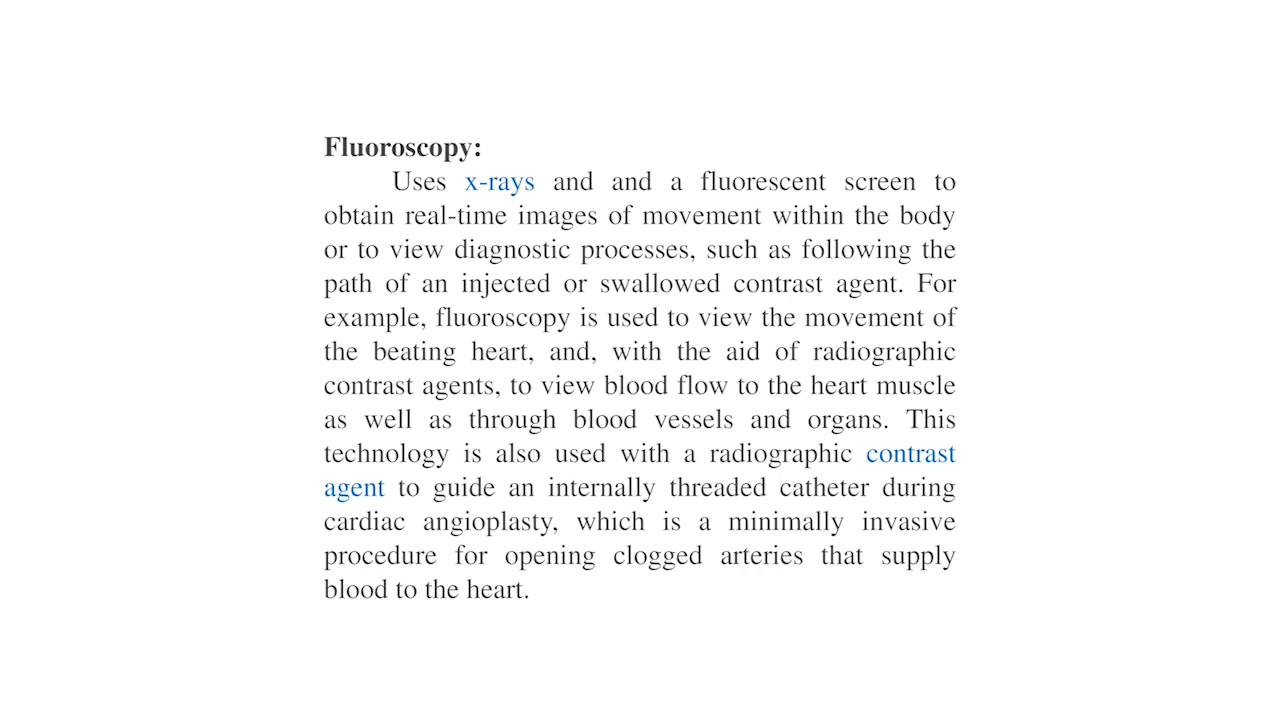 Fluoroscopy:
Uses x-rays and and a fluorescent screen to
obtain real-time images of movement within the body
or to view diagnostic processes, such as following the
path of an injected or swallowed contrast agent. For
example, fluoroscopy is used to view the movement of
the beating heart, and, with the aid of radiographic
contrast agents, to view blood flow to the heart muscle
as well as through blood vessels and organs. This
technology is also used with a radiographic contrast
agent to guide an internally threaded catheter during
cardiac angioplasty, which is a minimally invasive
procedure for opening clogged arteries that supply
blood to the heart.